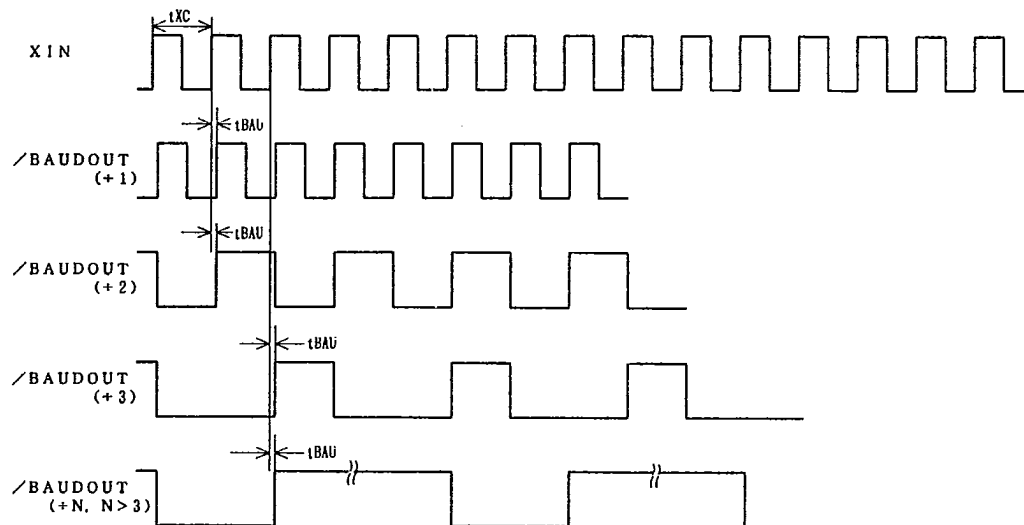 tXC
XIN
tBAU
/BAUDOUT
(+1)
tBAU
/BAUDOUT
(+2)
tBAU
/BAUDOUT
(+3)
tBAU
/BAUDOUT
(+N, N>3)